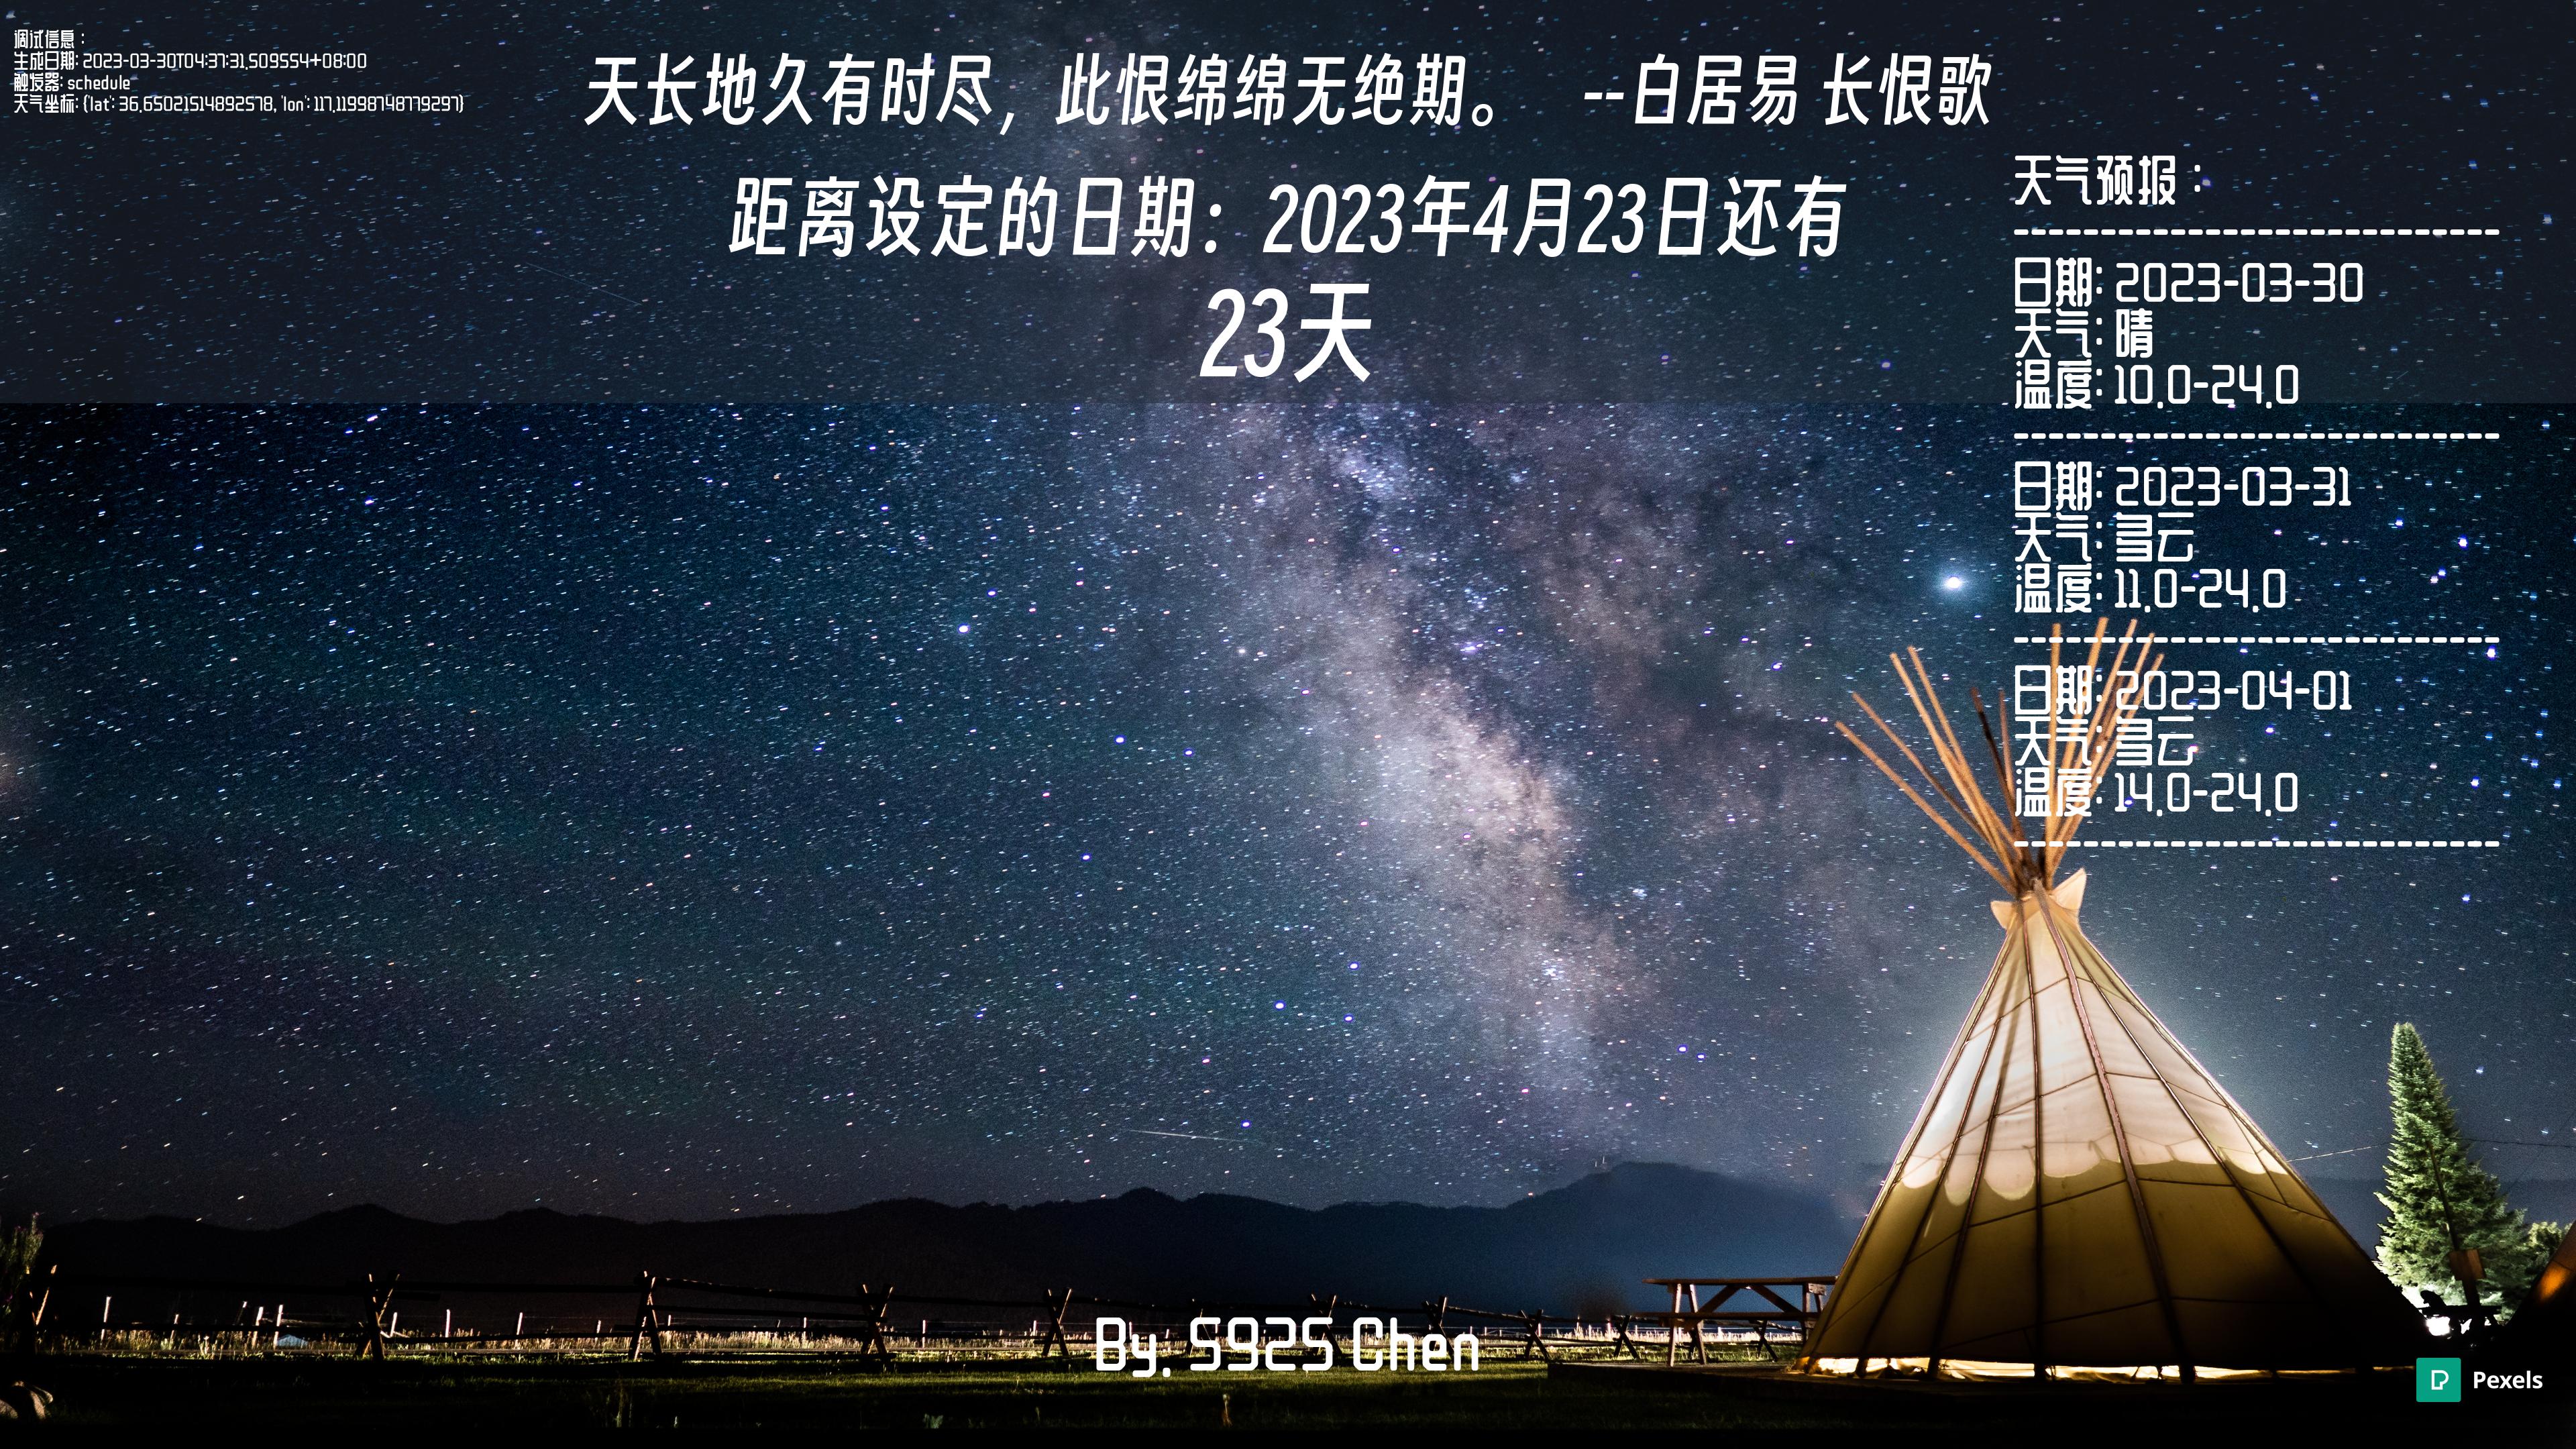 调试信息：
生成日期: 2023-03-30T04:37:31.509554+08:00
触发器: schedule
天气坐标: {'lat': 36.65021514892578, 'lon': 117.11998748779297}
天长地久有时尽，此恨绵绵无绝期。 --白居易 长恨歌
距离设定的日期：2023年4月23日还有
23天
天气预报：
----------------------------
日期: 2023-03-30
天气: 晴
温度: 10.0-24.0
----------------------------
日期: 2023-03-31
天气: 多云
温度: 11.0-24.0
----------------------------
日期: 2023-04-01
天气: 多云
温度: 14.0-24.0
----------------------------
By. S925 Chen
Pexels